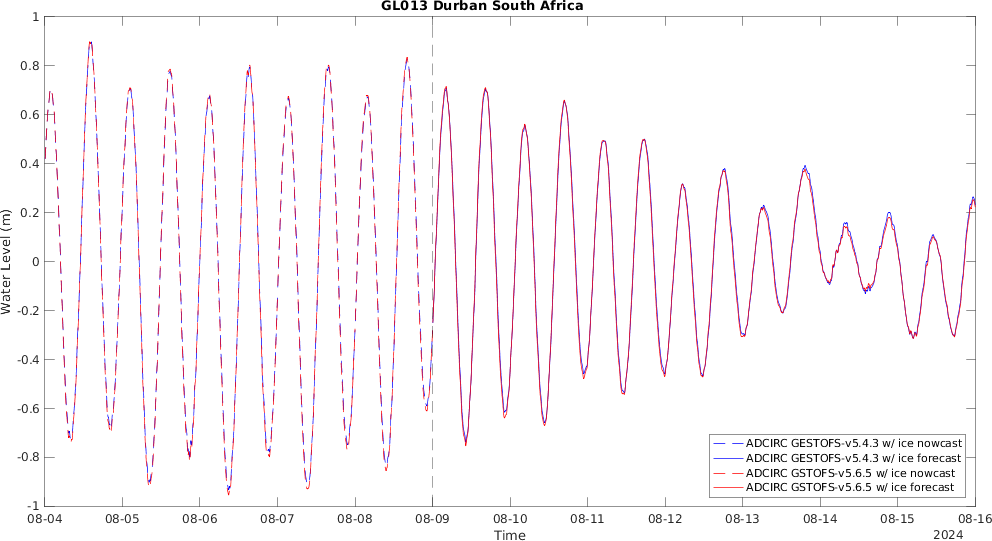 GL013 Durban South Africa
1
0.8
0.6
0.4
0.2
0
-0.2
-0.4
-0.6
-0.8
-1
Water Level (m)
ADCIRC GESTOFS-v5.4.3 w/ ice nowcast
ADCIRC GESTOFS-v5.4.3 w/ ice forecast
ADCIRC GSTOFS-v5.6.5 w/ ice nowcast
ADCIRC GSTOFS-v5.6.5 w/ ice forecast
08-04 08-05 08-06 08-07 08-08 08-09 08-10 08-11 08-12 08-13 08-14 08-15 08-16
Time
2024